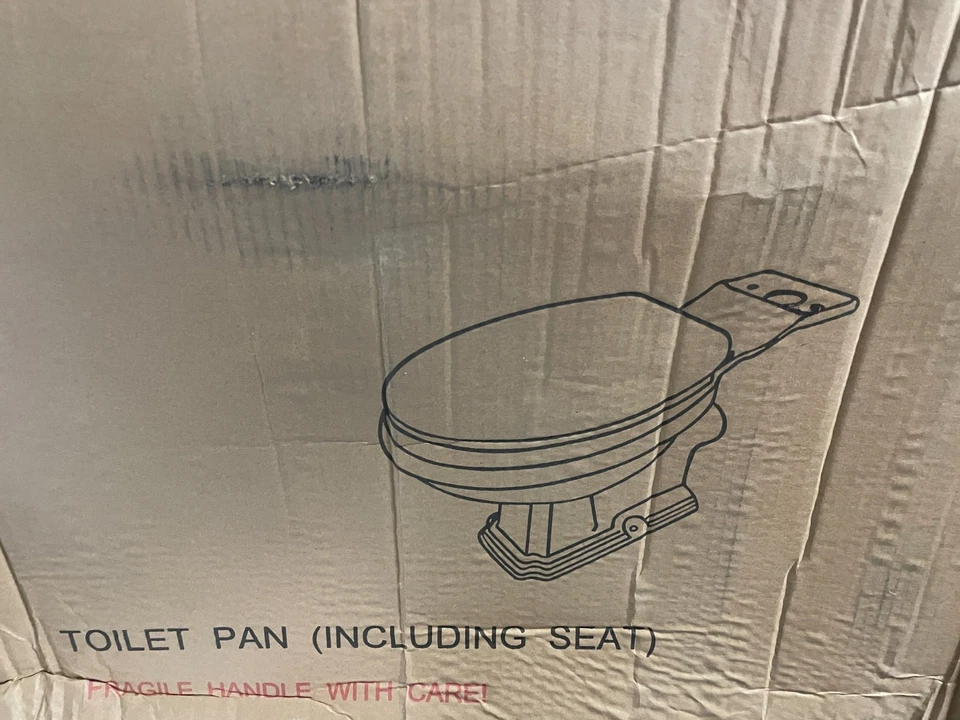 TOILET PAN (INCLUDING SEAT)
FRAGILE HANDLE WITH CARE!